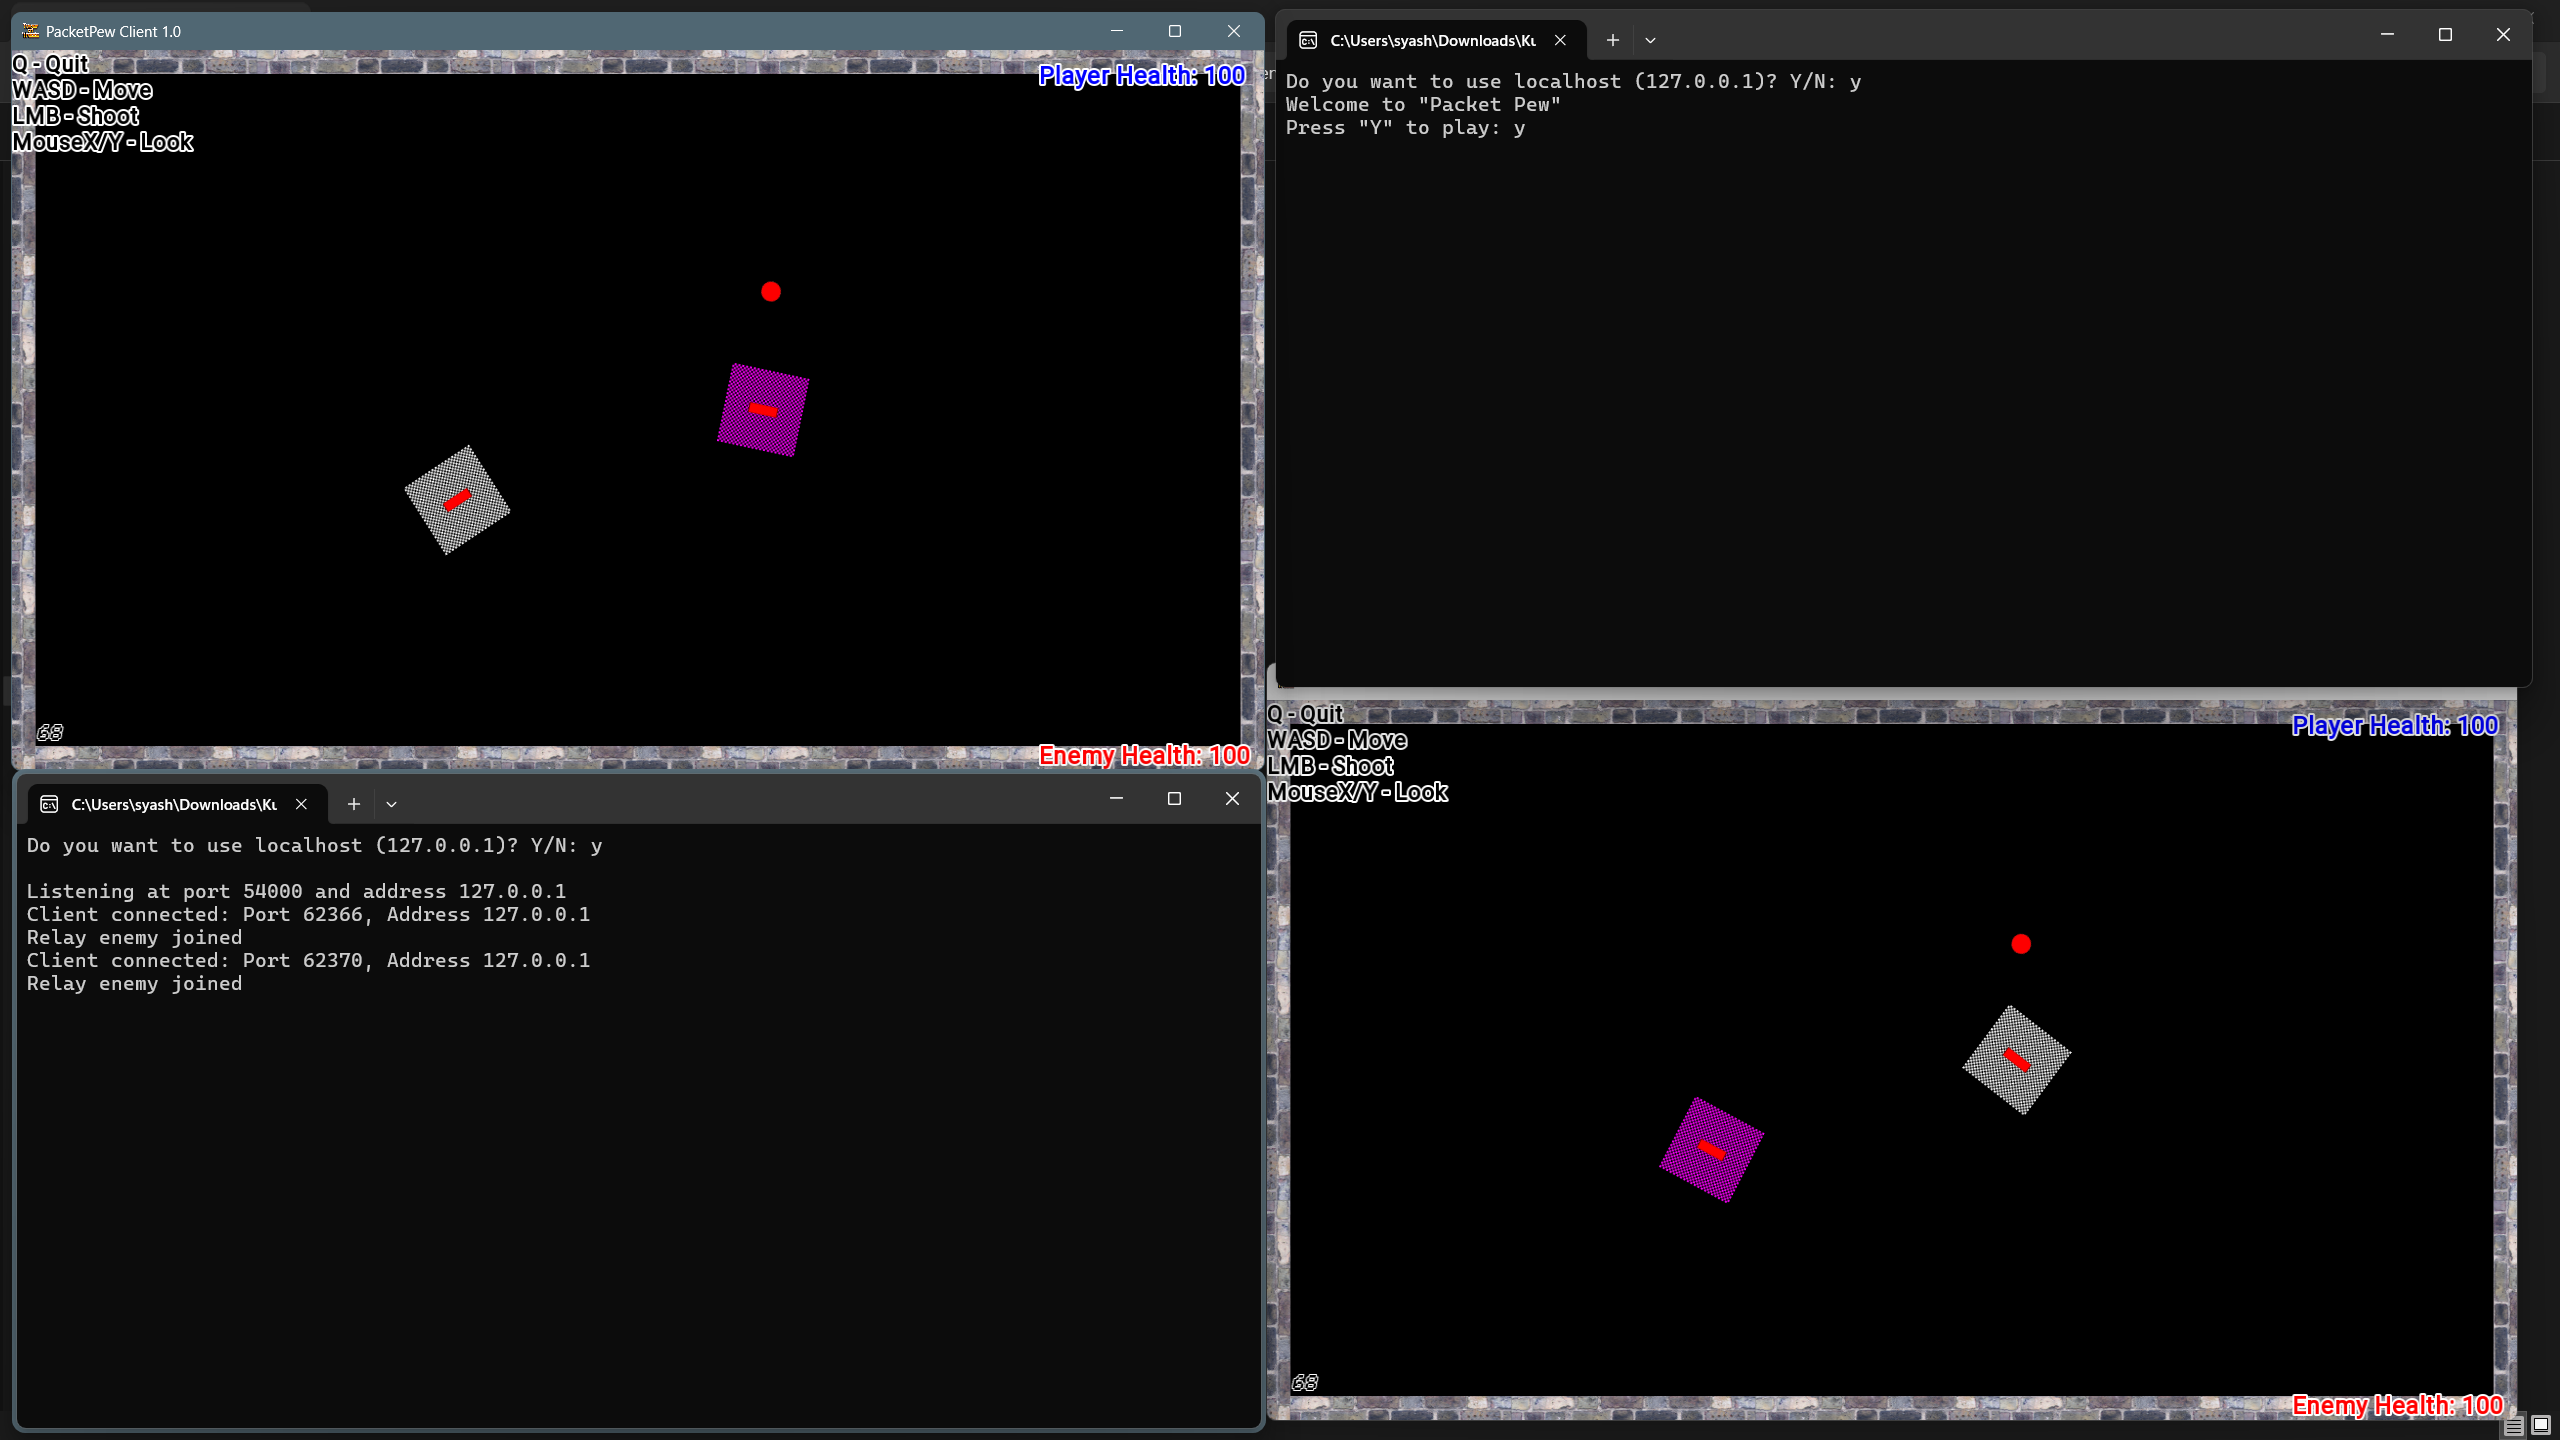 PacketPew Client 1.0
Q - Quit
WASD - Move
LMB - Shoot
MouseX/Y - Look
Player Health: 100
68
Enemy Health: 100
C:\Users\syash\Downloads\Ku
Do you want to use localhost (127.0.0.1)? Y/N: y
Welcome to "Packet Pew"
Press "Y" to play: y
C:\Users\syash\Downloads\Ku
Do you want to use localhost (127.0.0.1)? Y/N: y
Listening at port 54000 and address 127.0.0.1
Client connected: Port 62366, Address 127.0.0.1
Relay enemy joined
Client connected: Port 62370, Address 127.0.0.1
Relay enemy joined
Q - Quit
WASD - Move
LMB - Shoot
MouseX/Y - Look
Player Health: 100
68
Enemy Health: 100